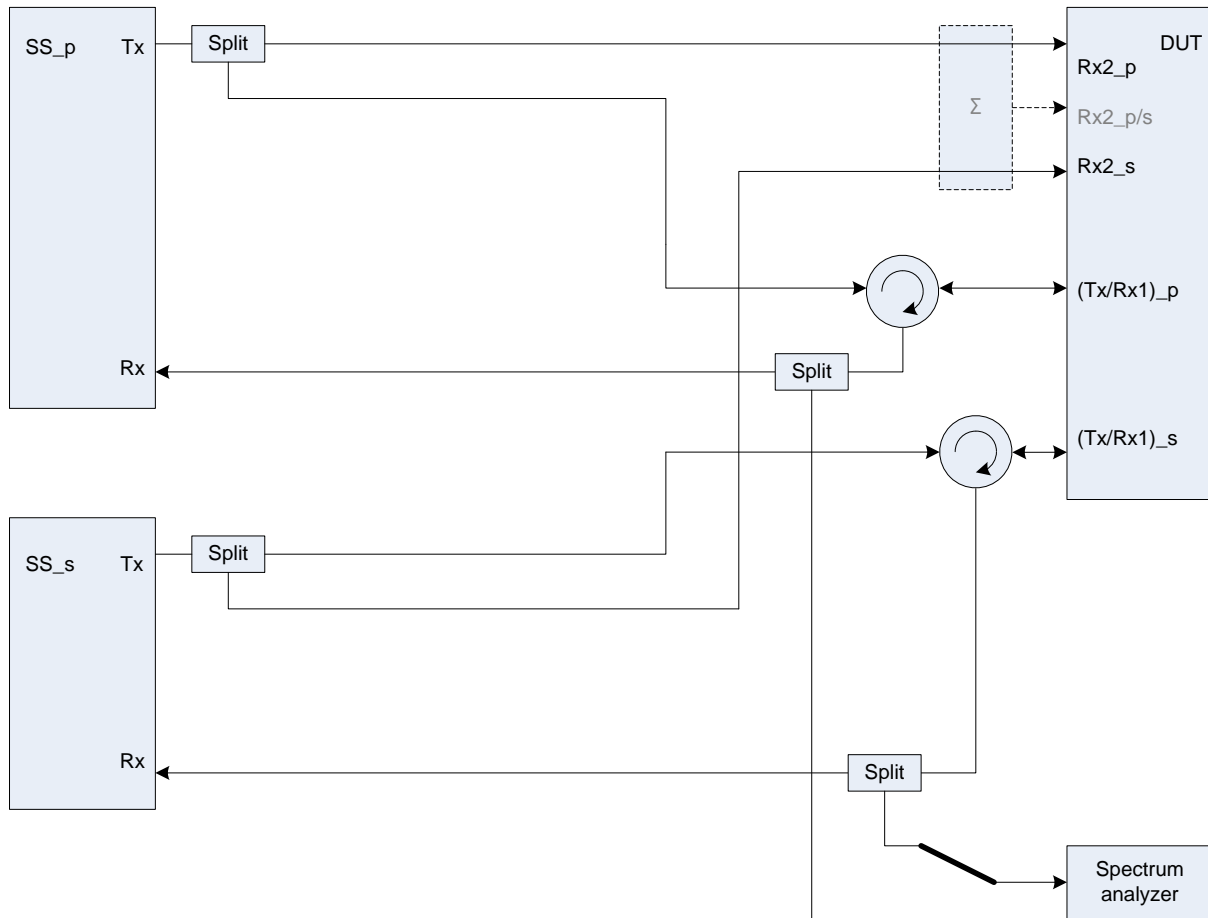 SS_p Tx
Split
DUT
Rx2_p
Σ
Rx2_p/s
Rx2_s
(Tx/Rx1)_p
Rx
Split
(Tx/Rx1)_s
SS_s Tx
Split
Rx
Split
Spectrum
analyzer